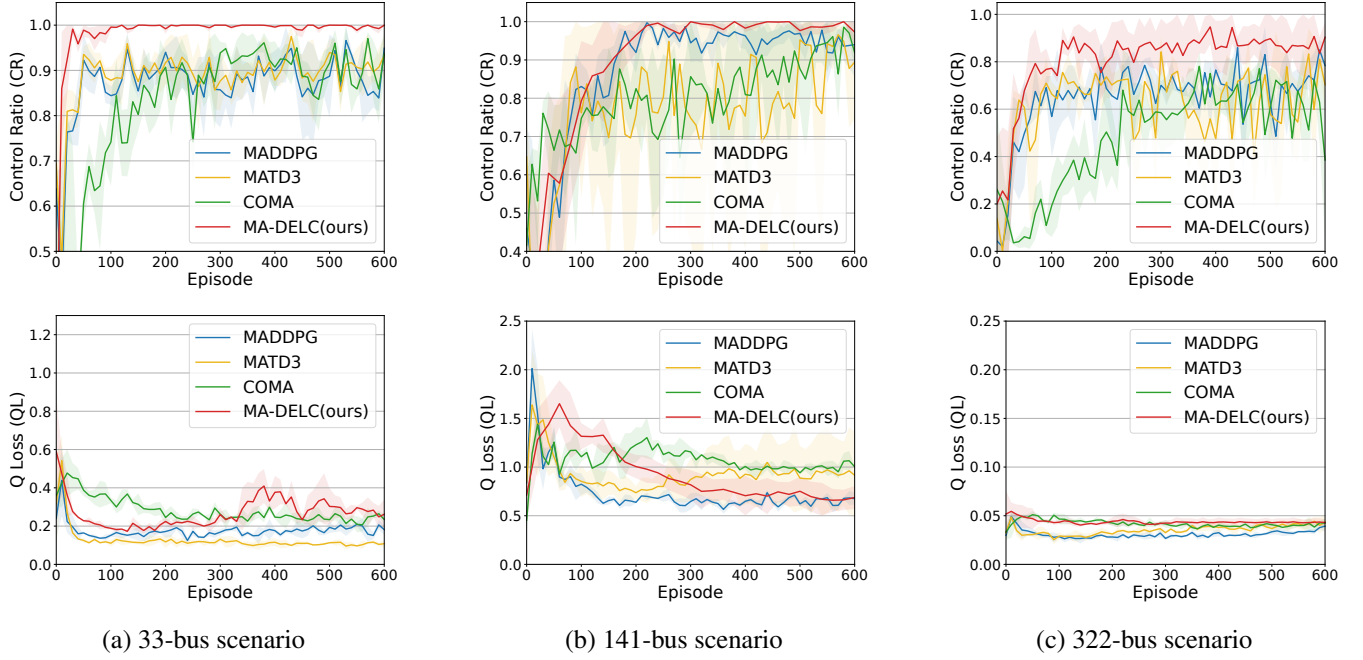 Control Ratio (CR)
1.0
0.9
0.8
0.9
0.6
0.5
0
100
200
300
400
500
600
Episode
MADDPG
MATD3
COMA
MA-DELC(ours)
Control Ratio (CR)
1.0
0.9
0.8
0.7
0.6
0.5
0.4
0
100
200
300
400
500
600
Episode
MADDPG
MATD3
COMA
MA-DELC(ours)
Control Ratio (CR)
1.0
0.8
0.6
0.4
0.2
0.0
0
100
200
300
400
500
600
Episode
MADDPG
MATD3
COMA
MA-DELC(ours)
Q Loss (QL)
1.2
1.0
0.8
0.6
0.4
0.2
0.0
0
100
200
300
400
500
600
Episode
MADDPG
MATD3
COMA
MA-DELC(ours)
Q Loss (QL)
2.5
2.0
1.5
1.0
0.5
0.0
0
100
200
300
400
500
600
Episode
MADDPG
MATD3
COMA
MA-DELC(ours)
Q Loss (QL)
0.25
0.20
0.15
0.10
0.05
0.00
0
100
200
300
400
500
600
Episode
MADDPG
MATD3
COMA
MA-DELC(ours)
(a) 33-bus scenario
(b) 141-bus scenario
(c) 322-bus scenario